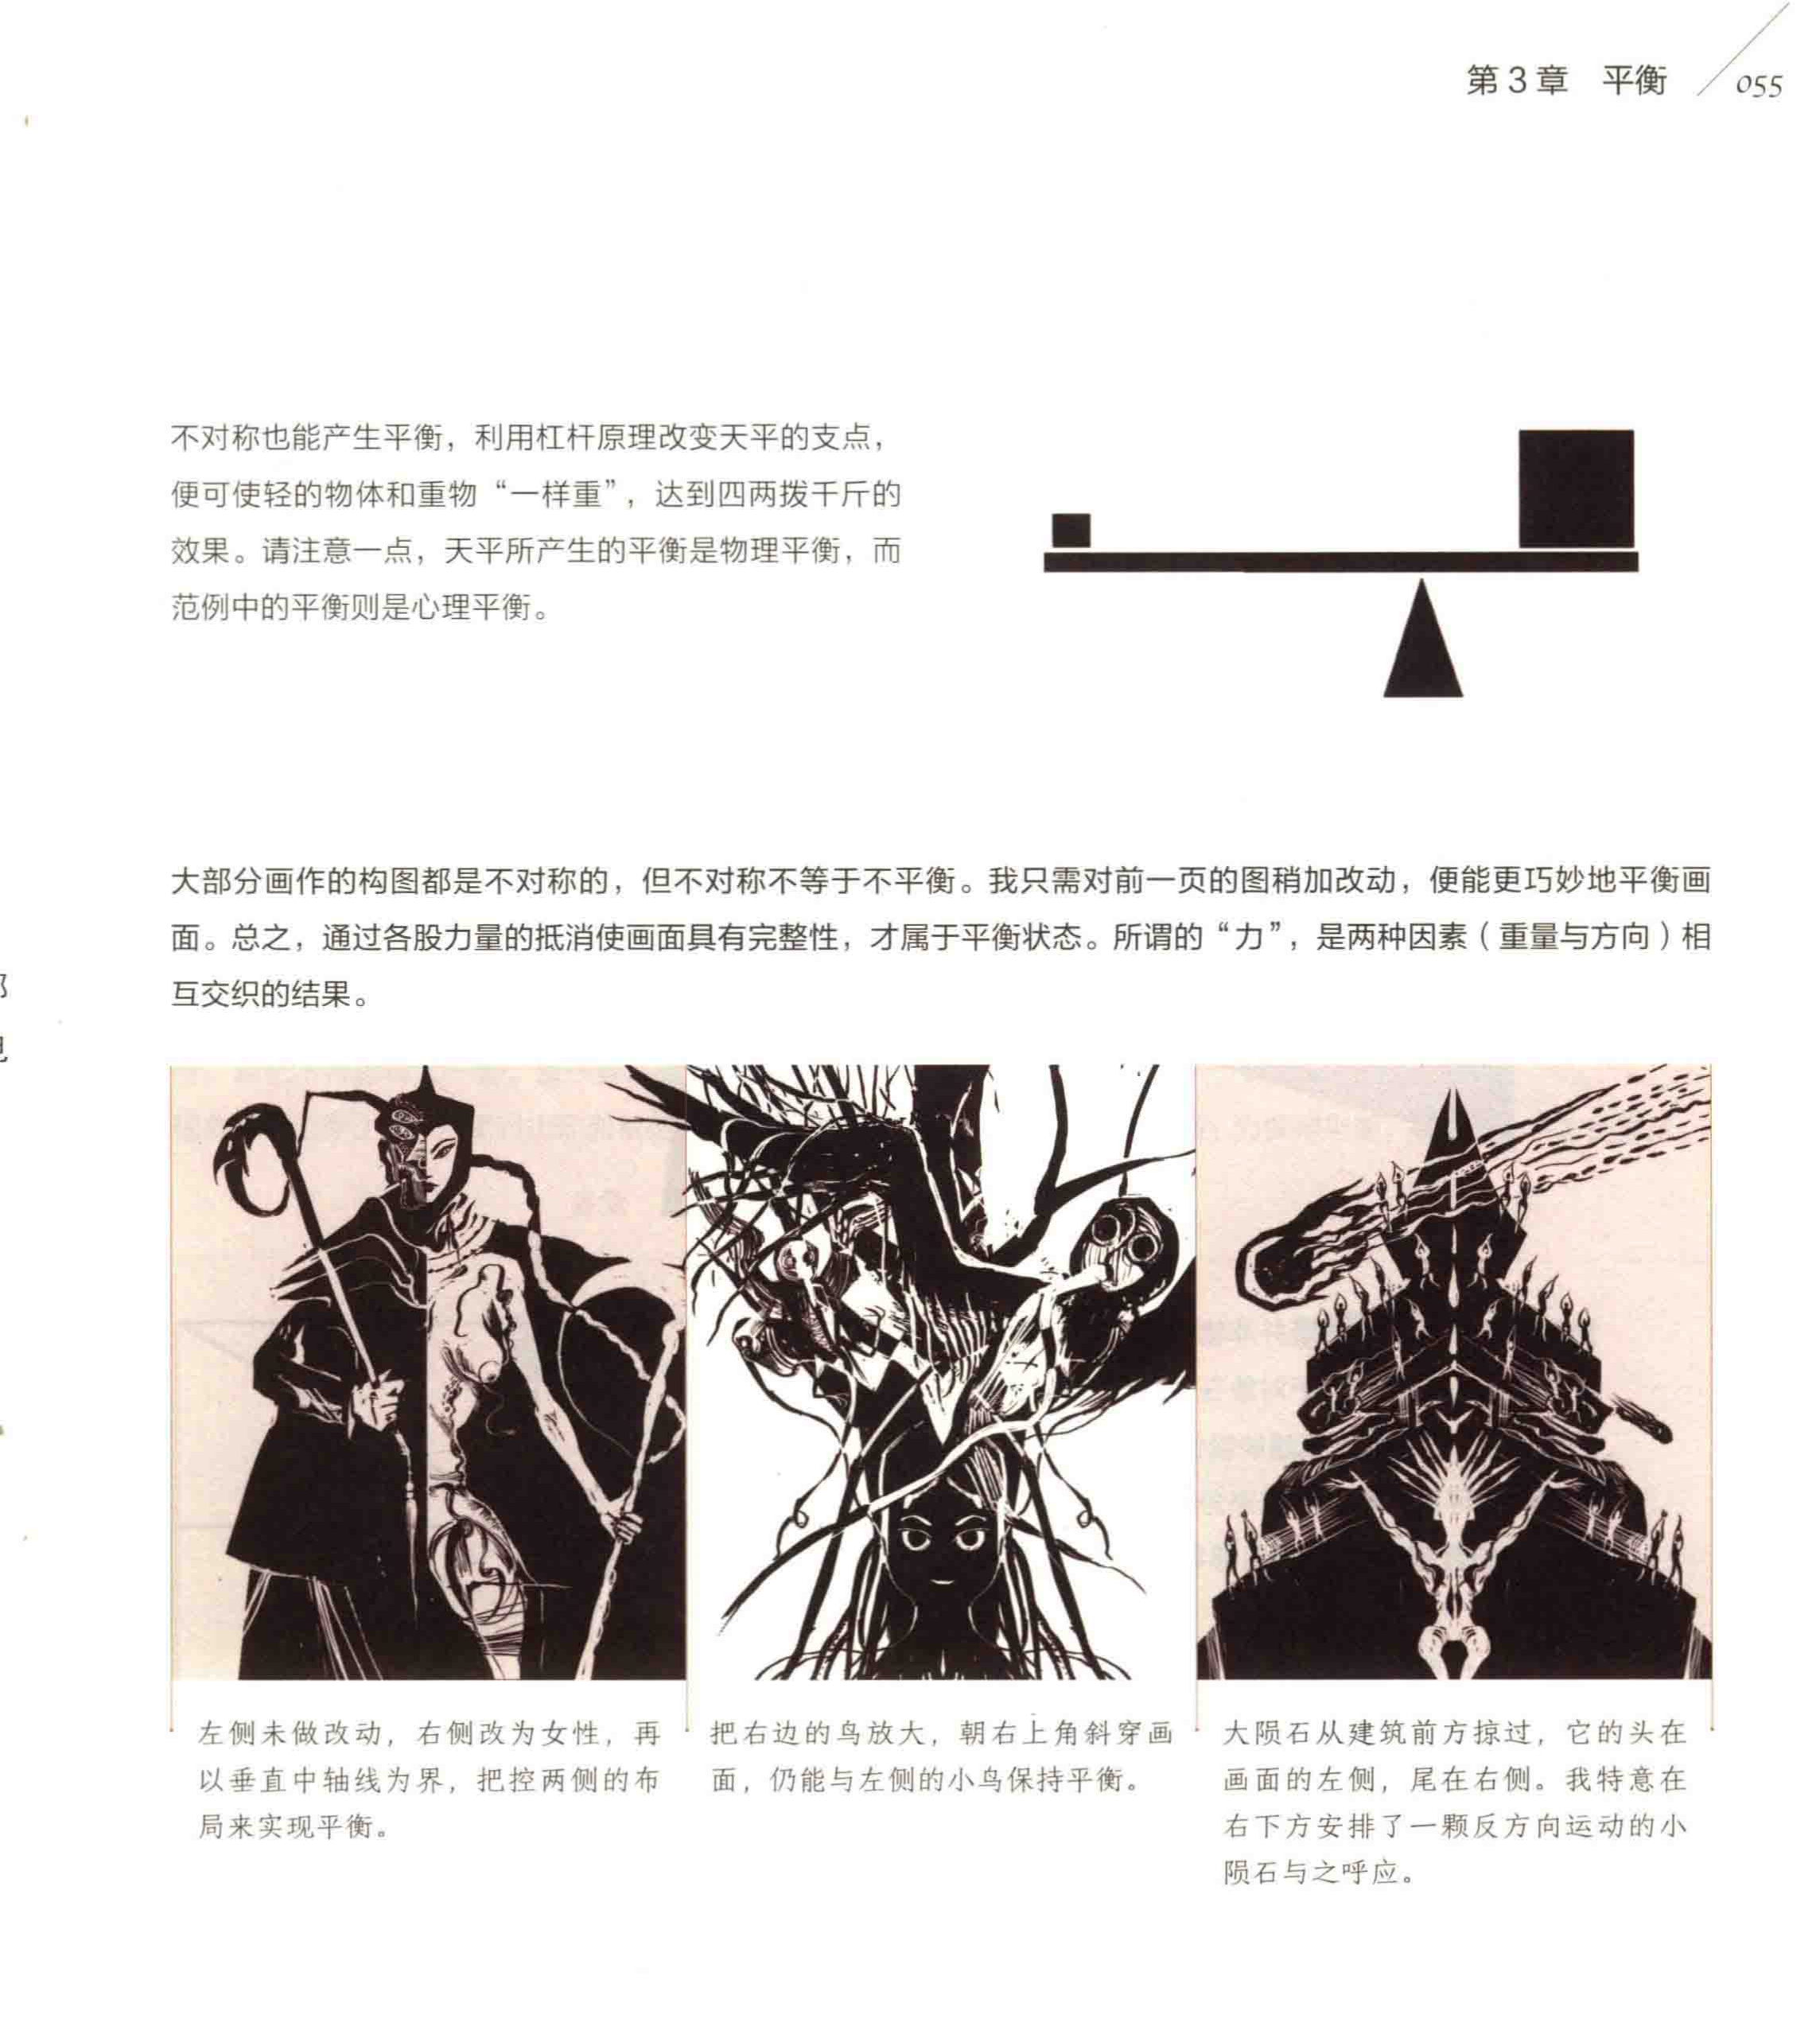 第3章 平衡 055
不对称也能产生平衡，利用杠杆原理改变天平的支点，
便可使轻的物体和重物“一样重”，达到四两拨千斤的
效果。请注意一点，天平所产生的平衡是物理平衡，而
范例中的平衡则是心理平衡。
大部分画作的构图都是不对称的，但不对称不等于不平衡。我只需对前一页的图稍加改动，便能更巧妙地平衡画
面。总之，通过各股力量的抵消使画面具有完整性，才属于平衡状态。所谓的“力”，是两种因素（重量与方向）相
互交织的结果。
左侧未做改动，右侧改为女性，再
以垂直中轴线为界，把控两侧的布
局来实现平衡。
把右边的鸟放大，朝右上角斜穿画
面，仍能与左侧的小鸟保持平衡。
大陨石从建筑前方掠过，它的头在
画面的左侧，尾在右侧。我特意在
右下方安排了一颗反方向运动的小
陨石与之呼应。